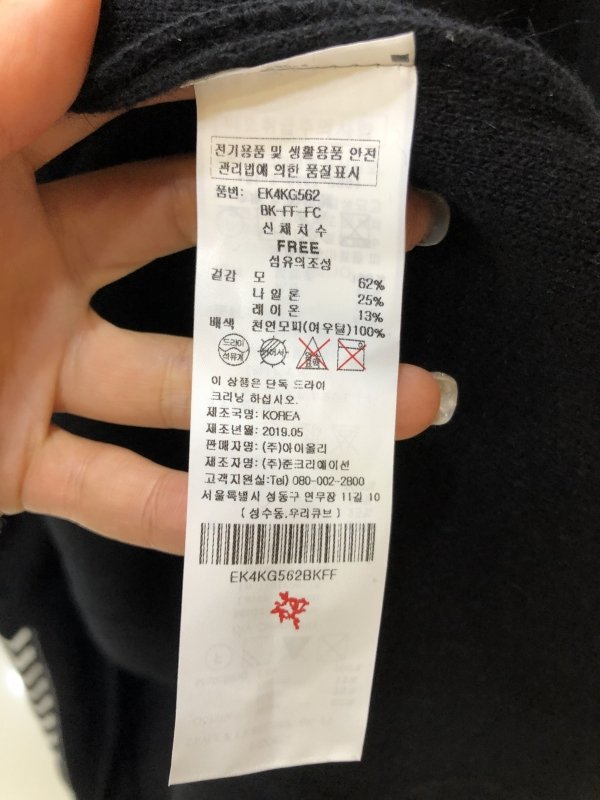 전기용품 및 생활용품 안전
관리법에 의한 품질표시
품번: EK4KG562
BK-FF-FC
신체치수
FREE
섬유의조성
겉감 모 62%
나일론 25%
레이온 13%
배색 천연모피(여우털)100%
드라이
석유계
이 상품은 단독 드라이
크리닝 하십시오.
제조국명: KOREA
제조년월: 2019.05
판매자명: (주)아이올리
제조자명: (주)준크리에이션
고객지원실:Tel) 080-002-2800
서울특별시 성동구 연무장 11길 10
(성수동.우리큐브)
EK4KG562BKFF